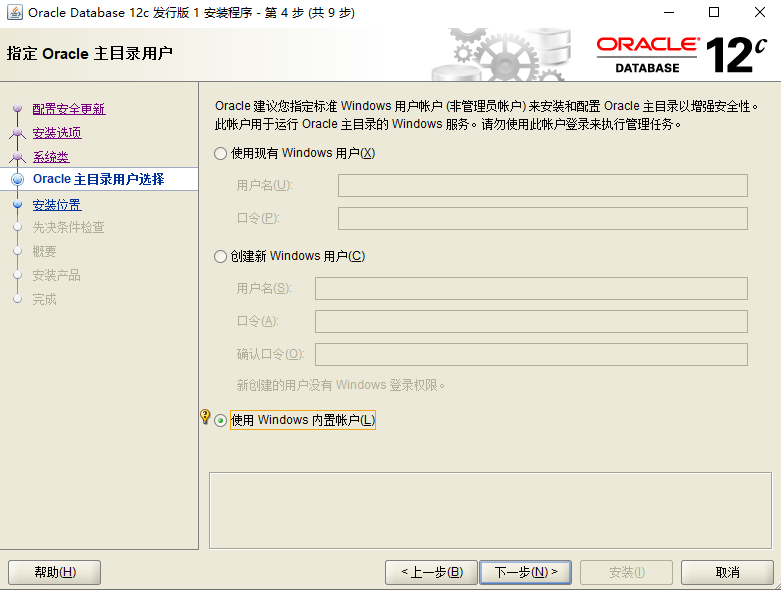 Oracle Database 12c 发行版 1 安装程序 - 第 4 步 (共 9 步)
指定 Oracle 主目录用户
ORACLE®
DATABASE
12c
配置安全更新
安装选项
系统类
Oracle 主目录用户选择
安装位置
先决条件检查
概要
安装产品
完成
Oracle 建议您指定标准 Windows 用户帐户 (非管理员帐户) 来安装和配置 Oracle 主目录以增强安全性。
此帐户用于运行 Oracle 主目录的 Windows 服务。请勿使用此帐户登录来执行管理任务。
使用现有 Windows 用户(X)
用户名(U):
口令(P):
创建新 Windows 用户(C)
用户名(S):
口令(A):
确认口令(O):
新创建的用户没有 Windows 登录权限。
使用 Windows 内置帐户(L)
帮助(H)
< 上一步(B)
下一步(N) >
安装(I)
取消